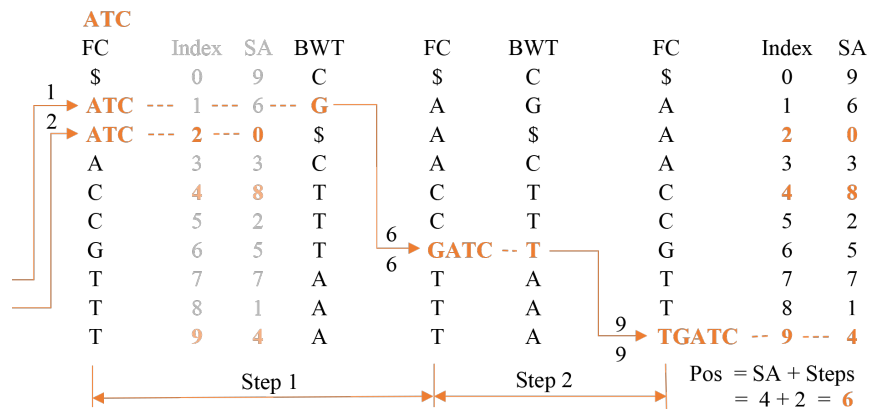 ATC
FC Index SA BWT FC BWT FC Index SA
$ 0 9 C $ C $ 0 9
1 ATC 1 6 G A G A 1 6
2 ATC 2 0 $ A $ A 2 0
A 3 3 C A C A 3 3
C 4 8 T C T C 4 8
C 5 2 T C T C 5 2
G 6 5 T 6 6 GATC T G 6 5
T 7 7 A T A T 7 7
T 8 1 A T A T 8 1
T 9 4 A T A 9 9 TGATC 9 4
Step 1 Step 2 Pos = SA + Steps
= 4 + 2 = 6